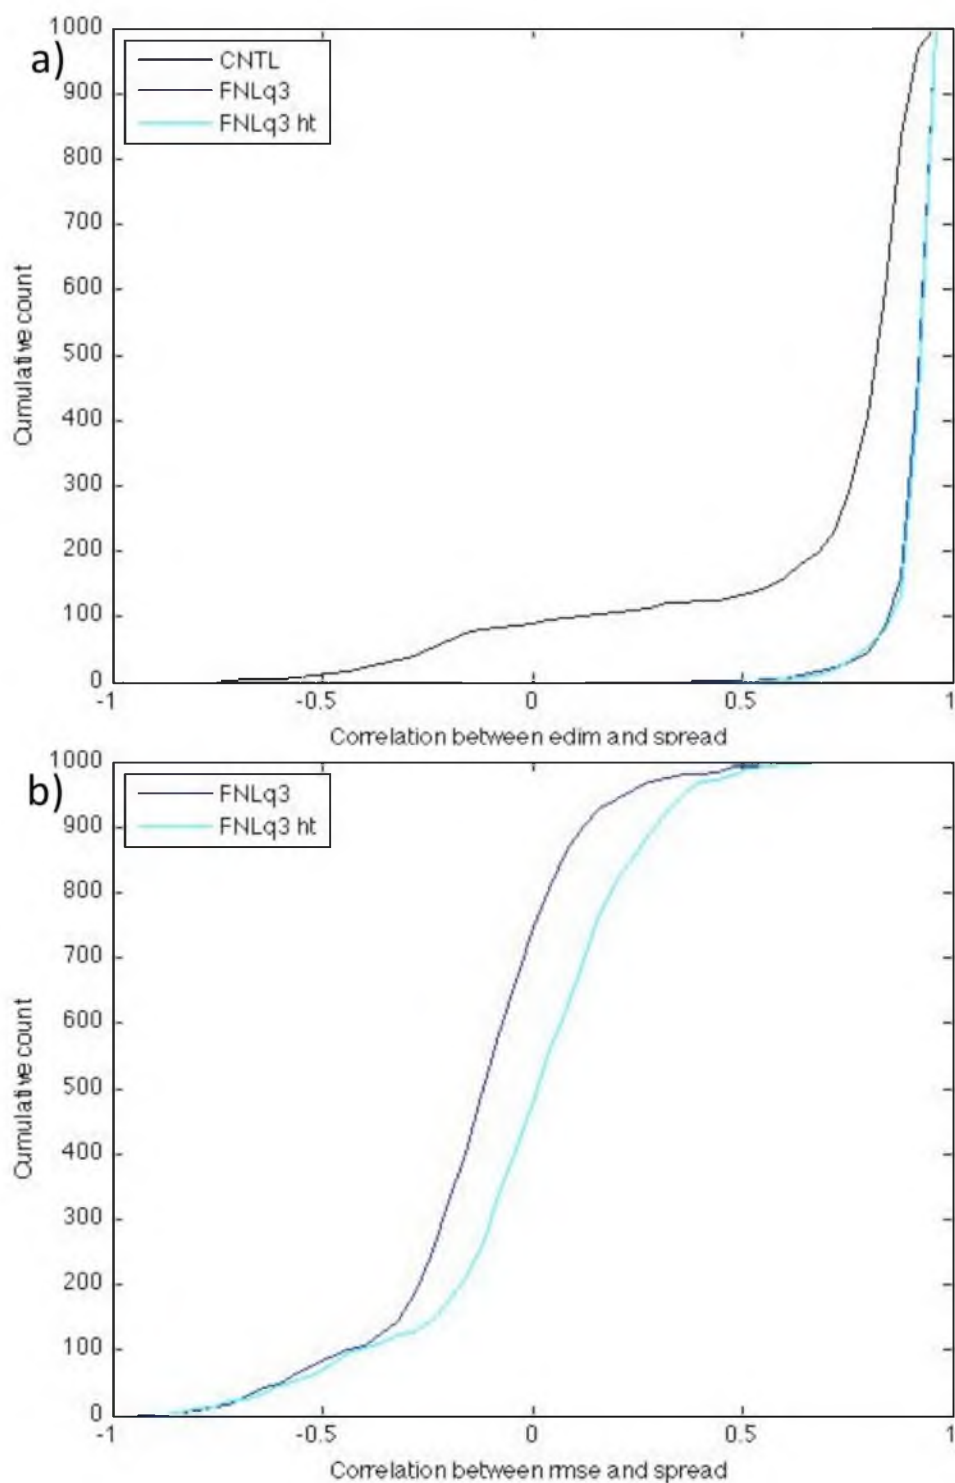 a)
CNTL
FNLq3
FNLq3 ht
1000
900
800
700
600
500
400
300
200
100
0
Cumulative count
-1
-0.5
0
0.5
1
Correlation between edim and spread
b)
FNLq3
FNLq3 ht
1000
900
800
700
600
500
400
300
200
100
0
Cumulative count
-1
-0.5
0
0.5
1
Correlation between rmse and spread